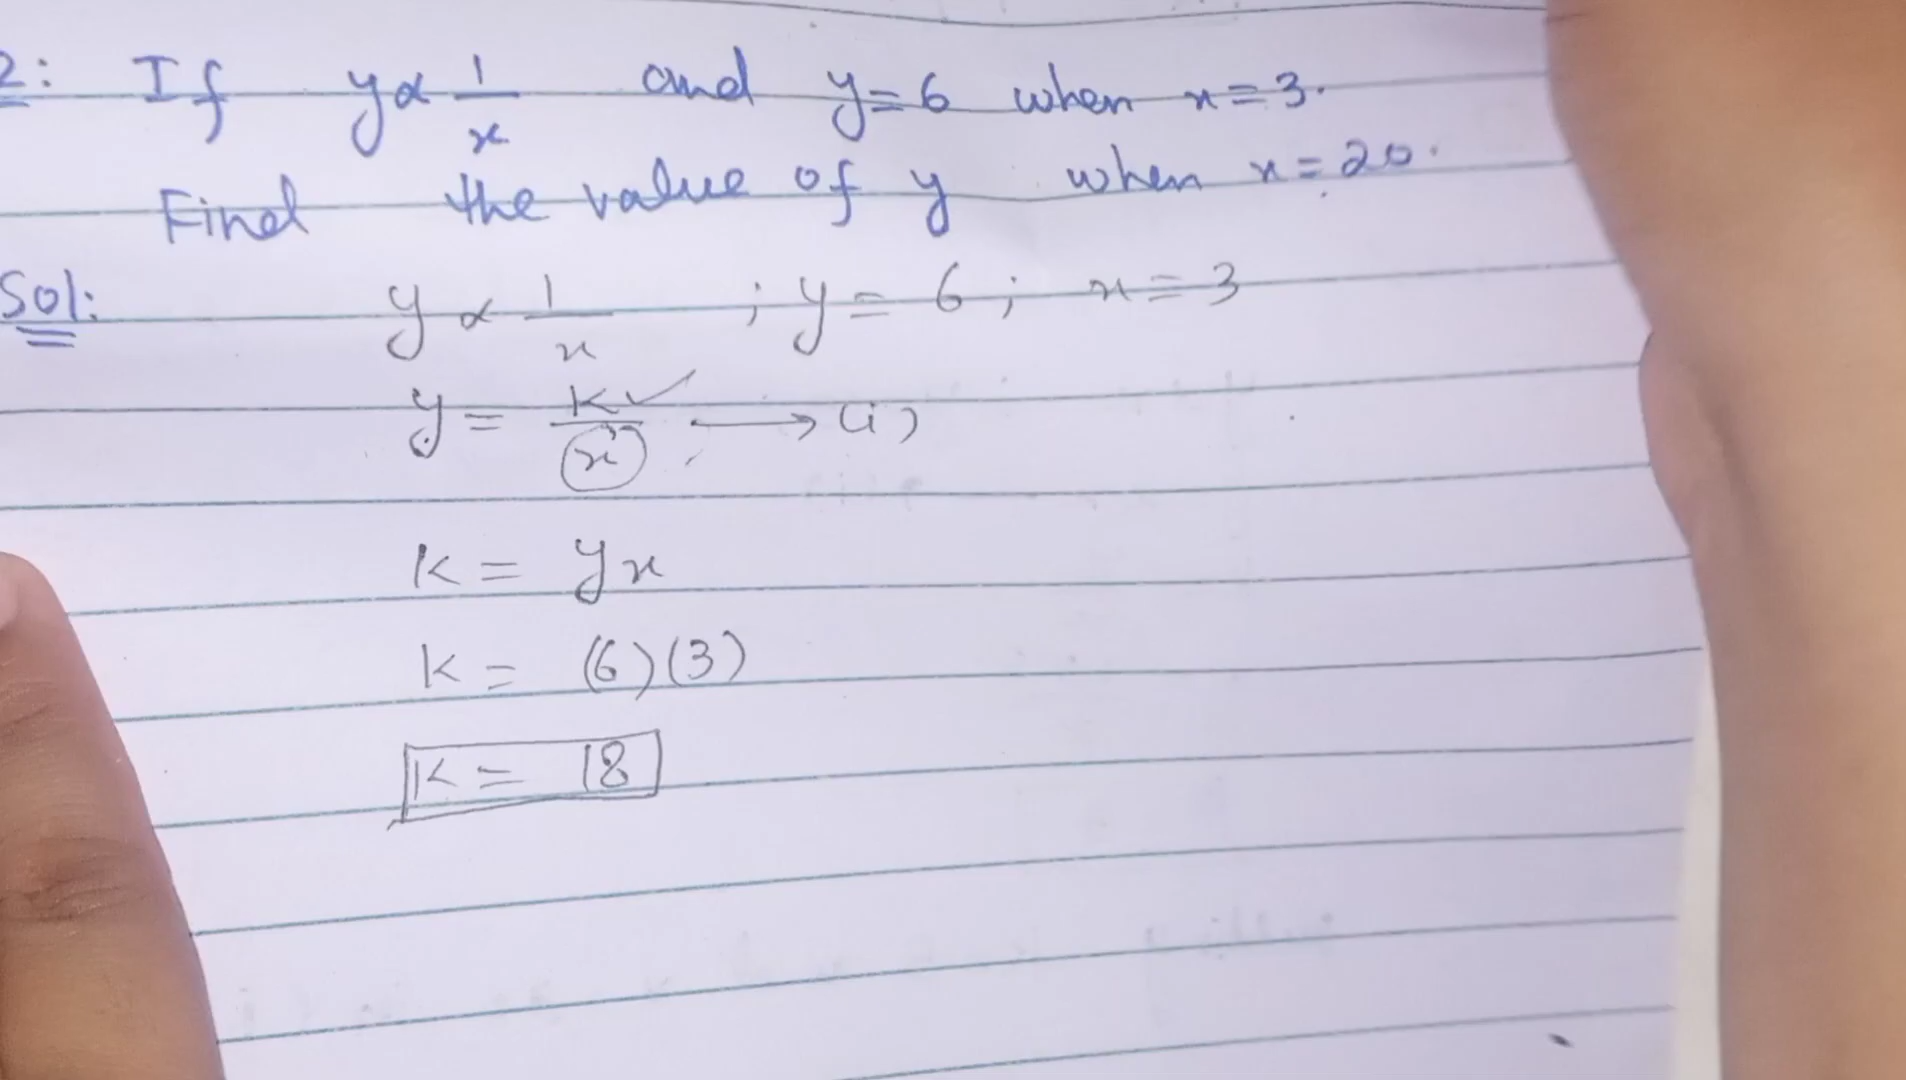 2: If y ∝ 1/x and y=6 when x=3.
Find the value of y when x=20.
Sol: y ∝ 1/x ; y = 6 ; x = 3
y = K/x → (i)
K = yx
K = (6)(3)
K = 18